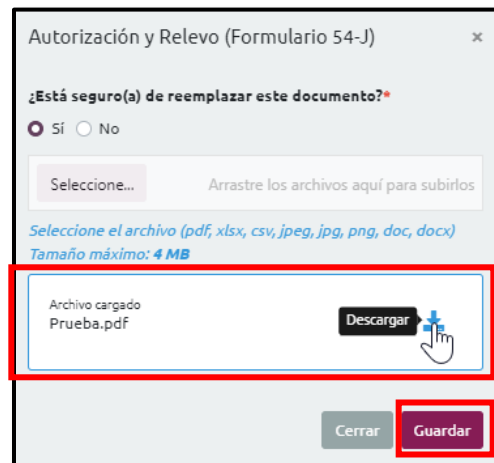 Autorización y Relevo (Formulario 54-J) ×
¿Está seguro(a) de reemplazar este documento?*
Sí No
Seleccione... Arrastre los archivos aquí para subirlos
Seleccione el archivo (pdf, xlsx, csv, jpeg, jpg, png, doc, docx)
Tamaño máximo: 4 MB
Archivo cargado
Prueba.pdf Descargar
Cerrar Guardar